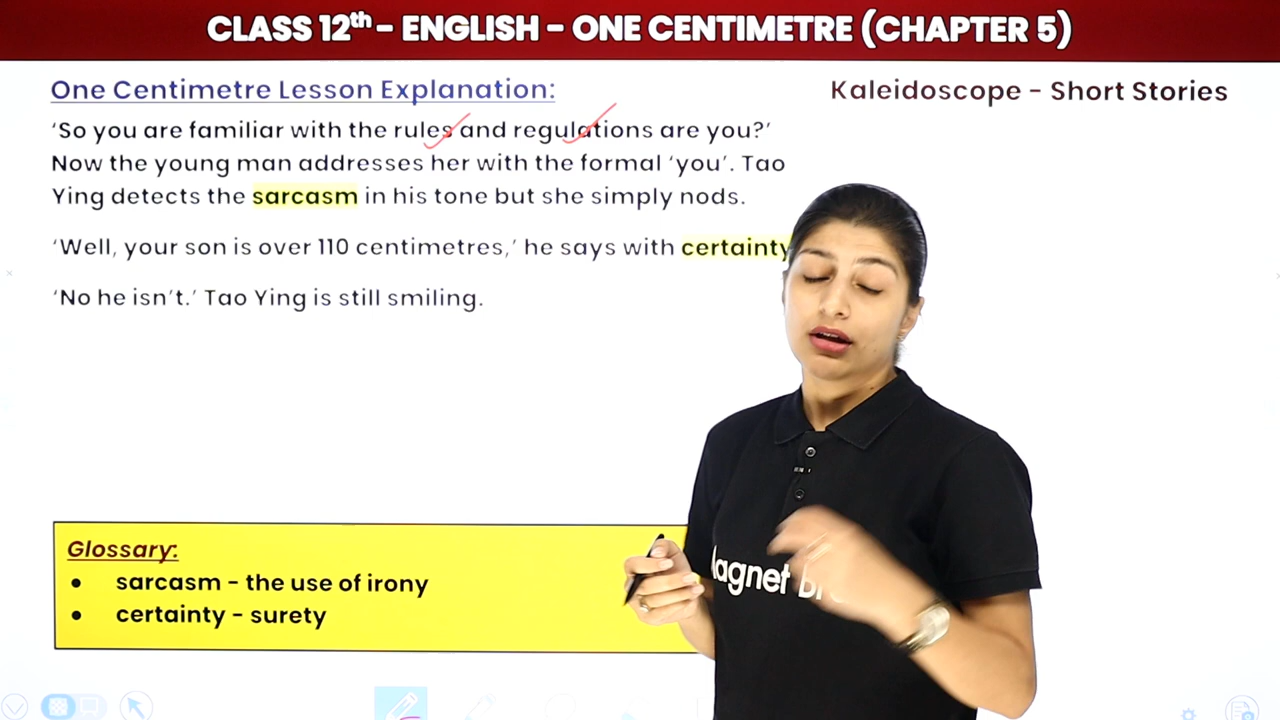 CLASS 12th - ENGLISH - ONE CENTIMETRE (CHAPTER 5)
One Centimetre Lesson Explanation:
Kaleidoscope - Short Stories
‘So you are familiar with the rules and regulations are you?’
Now the young man addresses her with the formal ‘you’. Tao
Ying detects the sarcasm in his tone but she simply nods.
‘Well, your son is over 110 centimetres,’ he says with certainty
‘No he isn’t.’ Tao Ying is still smiling.
Glossary:
● sarcasm - the use of irony
● certainty - surety